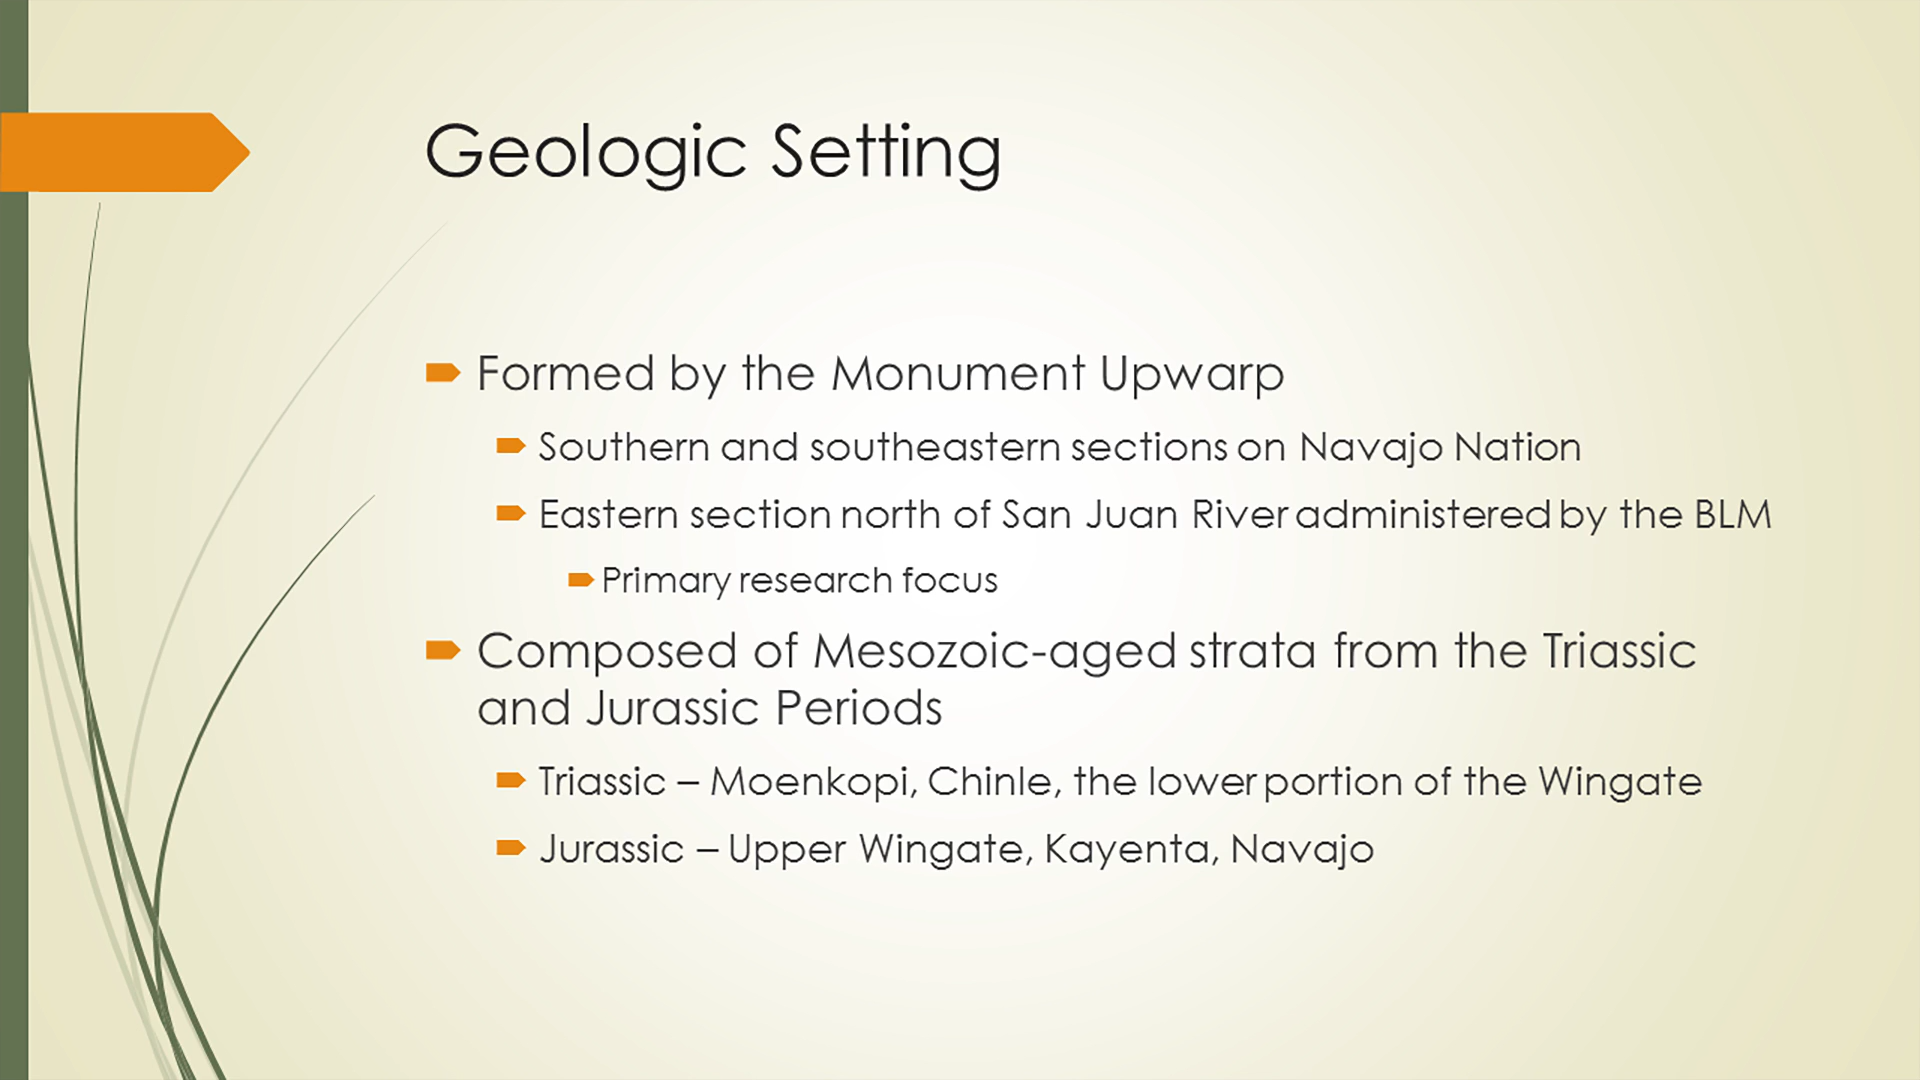 Geologic Setting
Formed by the Monument Upwarp
Southern and southeastern sections on Navajo Nation
Eastern section north of San Juan River administered by the BLM
Primary research focus
Composed of Mesozoic-aged strata from the Triassic
and Jurassic Periods
Triassic – Moenkopi, Chinle, the lower portion of the Wingate
Jurassic – Upper Wingate, Kayenta, Navajo